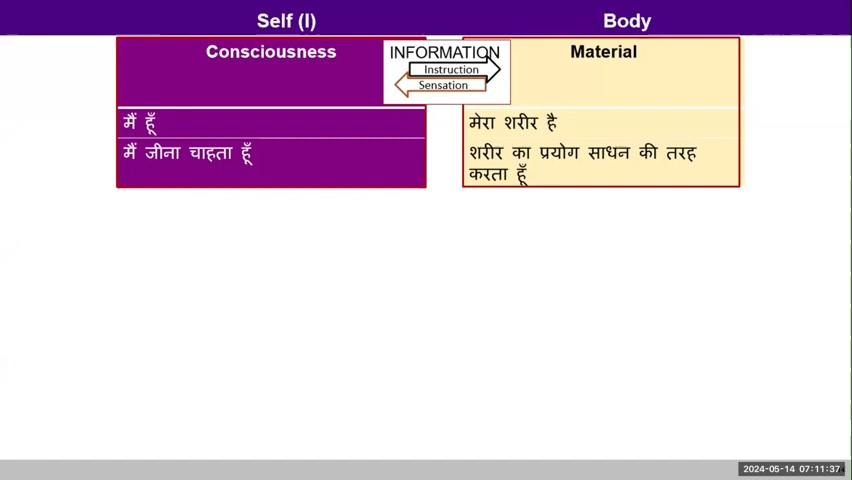 Self (I)
Body
Consciousness
INFORMATION
Instruction
Sensation
Material
मैं हूँ
मेरा शरीर है
मैं जीना चाहता हूँ
शरीर का प्रयोग साधन की तरह
करता हूँ
2024-05-14 07:11:37